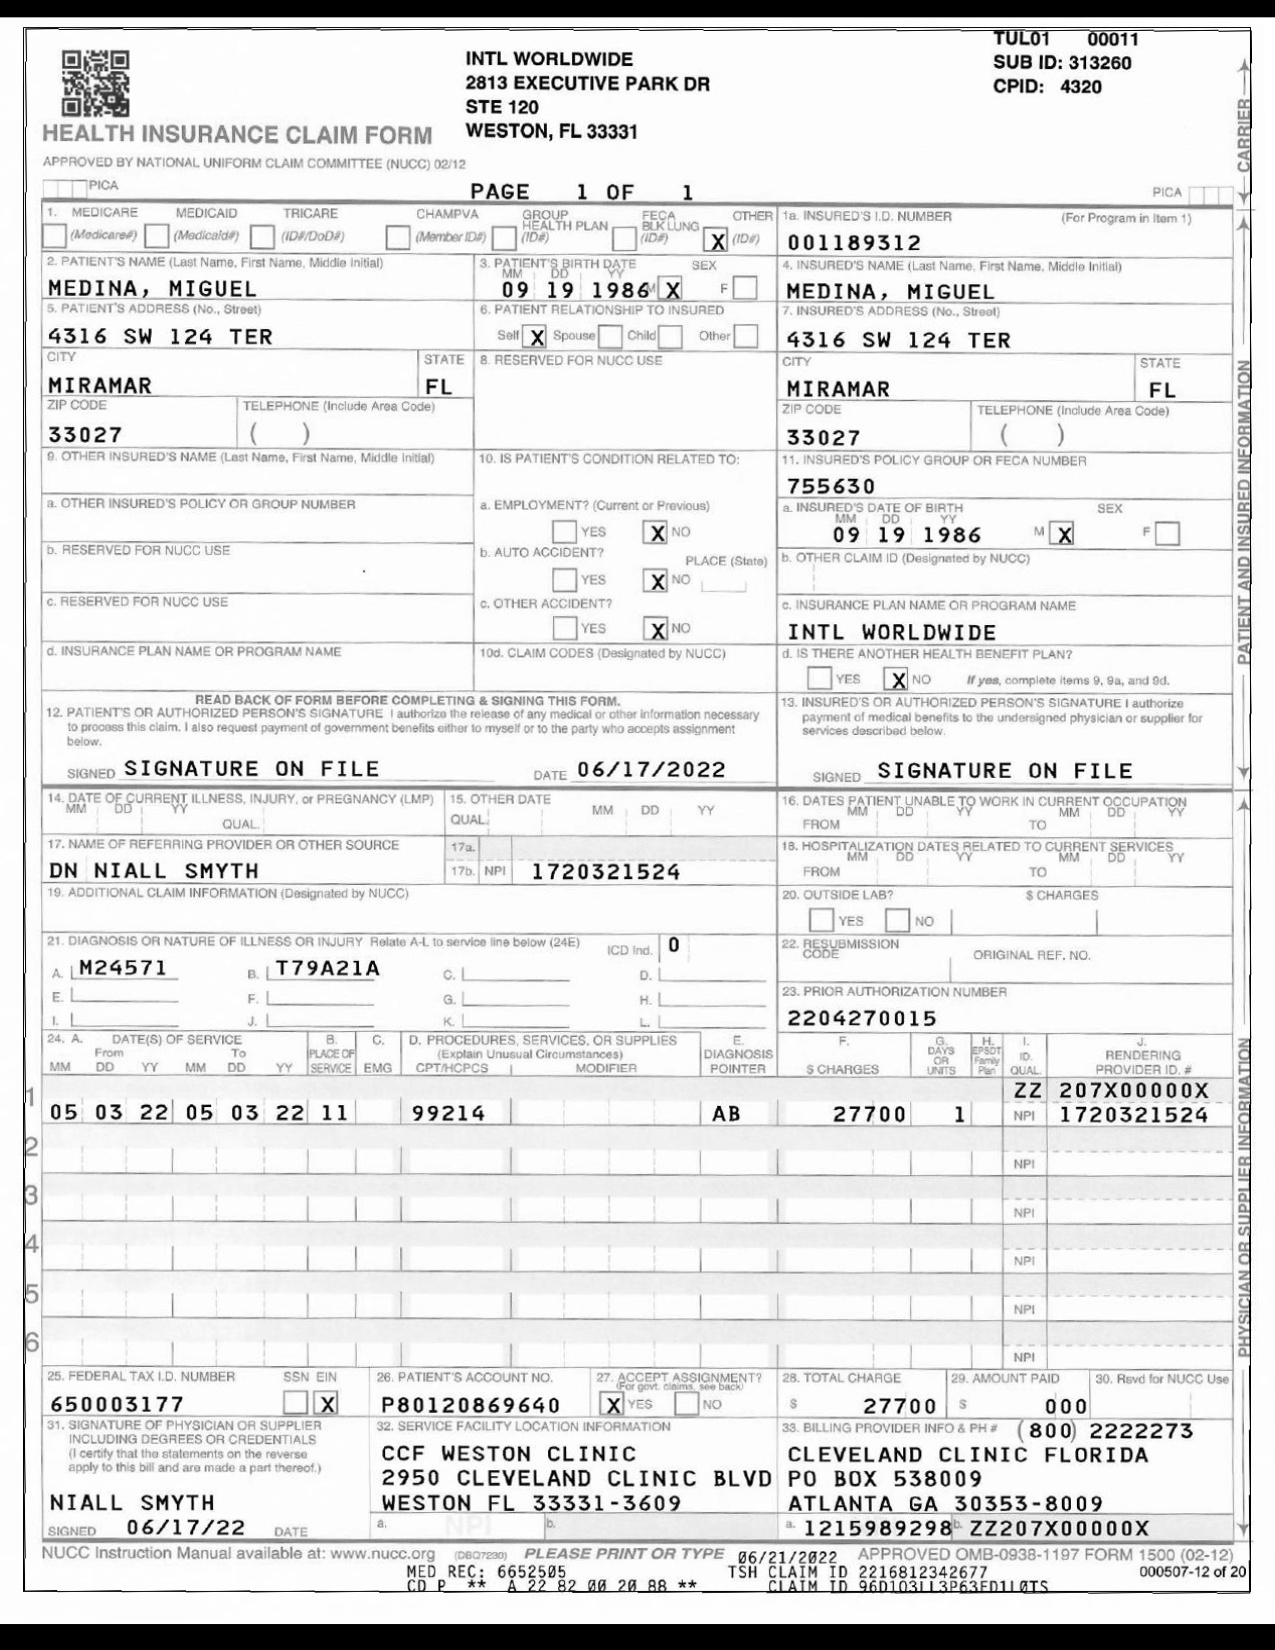 TUL01 00011
INTL WORLDWIDE
SUB ID: 313260
2813 EXECUTIVE PARK DR
CPID: 4320
STE 120
WESTON, FL 33331
HEALTH INSURANCE CLAIM FORM
APPROVED BY NATIONAL UNIFORM CLAIM COMMITTEE (NUCC) 02/12
PICA PAGE 1 OF 1 PICA
CARRIER
1. MEDICARE MEDICAID TRICARE CHAMPVA GROUP HEALTH PLAN FECA BLK LUNG OTHER
(Medicare#) (Medicaid#) (ID#/DoD#) (Member ID#) (ID#) (ID#) X (ID#)
1a. INSURED'S I.D. NUMBER (For Program in Item 1)
001189312
2. PATIENT'S NAME (Last Name, First Name, Middle Initial)
MEDINA, MIGUEL
3. PATIENT'S BIRTH DATE SEX
MM DD YY
09 19 1986 M X F
4. INSURED'S NAME (Last Name, First Name, Middle Initial)
MEDINA, MIGUEL
5. PATIENT'S ADDRESS (No., Street)
4316 SW 124 TER
6. PATIENT RELATIONSHIP TO INSURED
Self X Spouse Child Other
7. INSURED'S ADDRESS (No., Street)
4316 SW 124 TER
CITY STATE
MIRAMAR FL
8. RESERVED FOR NUCC USE
CITY STATE
MIRAMAR FL
ZIP CODE TELEPHONE (Include Area Code)
33027 ( )
ZIP CODE TELEPHONE (Include Area Code)
33027 ( )
9. OTHER INSURED'S NAME (Last Name, First Name, Middle Initial)
10. IS PATIENT'S CONDITION RELATED TO:
11. INSURED'S POLICY GROUP OR FECA NUMBER
755630
a. OTHER INSURED'S POLICY OR GROUP NUMBER
a. EMPLOYMENT? (Current or Previous)
YES X NO
a. INSURED'S DATE OF BIRTH SEX
MM DD YY
09 19 1986 M X F
b. RESERVED FOR NUCC USE
b. AUTO ACCIDENT? PLACE (State)
YES X NO
b. OTHER CLAIM ID (Designated by NUCC)
c. RESERVED FOR NUCC USE
c. OTHER ACCIDENT?
YES X NO
c. INSURANCE PLAN NAME OR PROGRAM NAME
INTL WORLDWIDE
d. INSURANCE PLAN NAME OR PROGRAM NAME
10d. CLAIM CODES (Designated by NUCC)
d. IS THERE ANOTHER HEALTH BENEFIT PLAN?
YES X NO If yes, complete items 9, 9a, and 9d.
READ BACK OF FORM BEFORE COMPLETING & SIGNING THIS FORM.
12. PATIENT'S OR AUTHORIZED PERSON'S SIGNATURE I authorize the release of any medical or other information necessary
to process this claim. I also request payment of government benefits either to myself or to the party who accepts assignment
below.
SIGNED SIGNATURE ON FILE DATE 06/17/2022
13. INSURED'S OR AUTHORIZED PERSON'S SIGNATURE I authorize
payment of medical benefits to the undersigned physician or supplier for
services described below.
SIGNED SIGNATURE ON FILE
PATIENT AND INSURED INFORMATION
14. DATE OF CURRENT ILLNESS, INJURY, or PREGNANCY (LMP)
MM DD YY
QUAL.
15. OTHER DATE
QUAL. MM DD YY
16. DATES PATIENT UNABLE TO WORK IN CURRENT OCCUPATION
MM DD YY MM DD YY
FROM TO
17. NAME OF REFERRING PROVIDER OR OTHER SOURCE
DN NIALL SMYTH
17a.
17b. NPI 1720321524
18. HOSPITALIZATION DATES RELATED TO CURRENT SERVICES
MM DD YY MM DD YY
FROM TO
19. ADDITIONAL CLAIM INFORMATION (Designated by NUCC)
20. OUTSIDE LAB? $ CHARGES
YES NO
21. DIAGNOSIS OR NATURE OF ILLNESS OR INJURY Relate A-L to service line below (24E) ICD Ind. 0
A. M24571 B. T79A21A C. D.
E. F. G. H.
I. J. K. L.
22. RESUBMISSION CODE ORIGINAL REF. NO.
23. PRIOR AUTHORIZATION NUMBER
2204270015
24. A. DATE(S) OF SERVICE B. C. D. PROCEDURES, SERVICES, OR SUPPLIES E. F. G. H. I. J.
From To PLACE OF (Explain Unusual Circumstances) DIAGNOSIS DAYS OR UNITS EPSDT Family Plan ID. RENDERING
MM DD YY MM DD YY SERVICE EMG CPT/HCPCS MODIFIER POINTER $ CHARGES QUAL. PROVIDER ID. #
ZZ 207X00000X
1 05 03 22 05 03 22 11 99214 AB 27700 1 NPI 1720321524
2 NPI
3 NPI
4 NPI
5 NPI
6 NPI
PHYSICIAN OR SUPPLIER INFORMATION
25. FEDERAL TAX I.D. NUMBER SSN EIN
650003177 X
26. PATIENT'S ACCOUNT NO.
P80120869640
27. ACCEPT ASSIGNMENT?
(For govt. claims, see back)
X YES NO
28. TOTAL CHARGE
$ 27700
29. AMOUNT PAID
$ 000
30. Rsvd for NUCC Use
31. SIGNATURE OF PHYSICIAN OR SUPPLIER
INCLUDING DEGREES OR CREDENTIALS
(I certify that the statements on the reverse
apply to this bill and are made a part thereof.)
NIALL SMYTH
SIGNED 06/17/22 DATE
32. SERVICE FACILITY LOCATION INFORMATION
CCF WESTON CLINIC
2950 CLEVELAND CLINIC BLVD
WESTON FL 33331-3609
a. NPI b.
33. BILLING PROVIDER INFO & PH # (800) 2222273
CLEVELAND CLINIC FLORIDA
PO BOX 538009
ATLANTA GA 30353-8009
a. 1215989298 b. ZZ207X00000X
NUCC Instruction Manual available at: www.nucc.org (DBQ7230) PLEASE PRINT OR TYPE 06/21/2022 APPROVED OMB-0938-1197 FORM 1500 (02-12)
MED REC: 6652505 TSH CLAIM ID 2216812342677 000507-12 of 20
CD P ** A 22 82 00 20 88 ** CLAIM ID